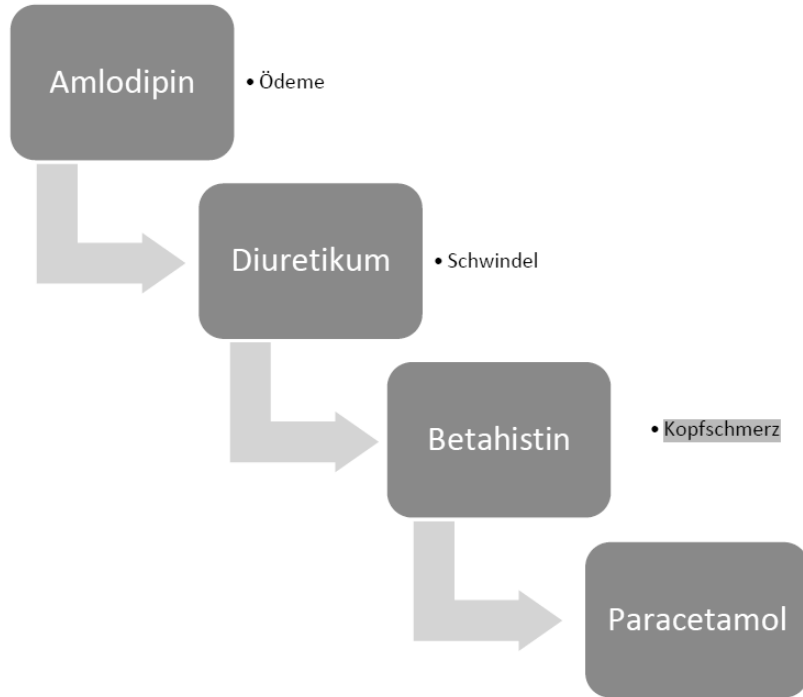 Amlodipin
• Ödeme
Diuretikum
• Schwindel
Betahistin
• Kopfschmerz
Paracetamol